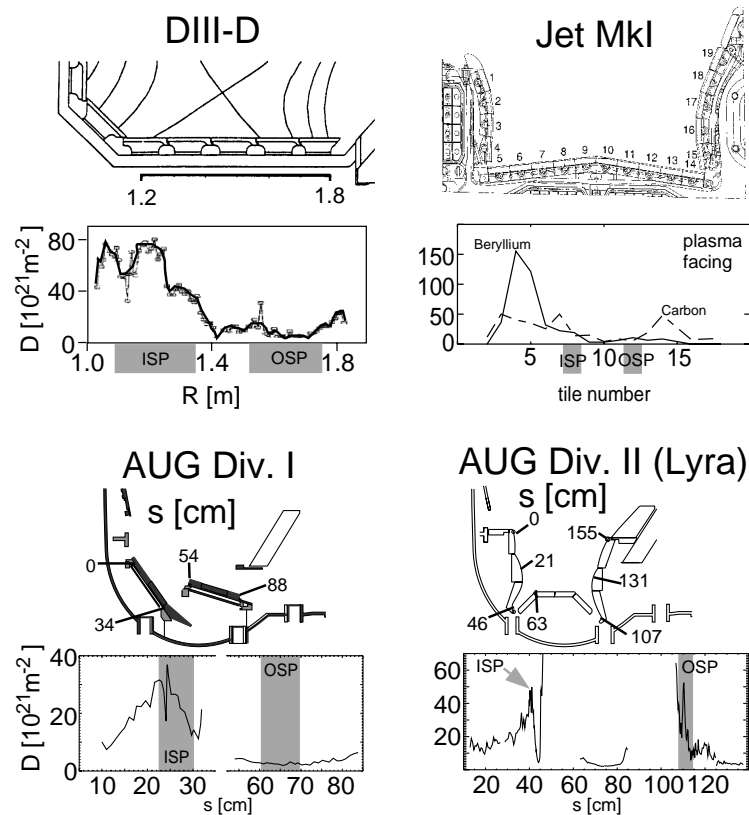 DIII-D
1.2 1.8
D [10²¹m⁻²]
80
40
0
ISP OSP
1.0 1.2 1.4 1.6 1.8
R [m]
Jet MkI
1
2
3
4
5 6 7 8 9 10 11 12 13 14
15
16
17
18
19
150
100
50
0
Beryllium
plasma
facing
Carbon
5 ISP 10 OSP 15
tile number
AUG Div. I
s [cm]
0
54
88
34
D [10²¹m⁻²]
40
20
0
OSP
ISP
10 20 30 60 70 80
s [cm]
AUG Div. II (Lyra)
s [cm]
0
155
21
131
46
63
107
60
40
20
ISP
OSP
20 40 60 80 100 120
s [cm]